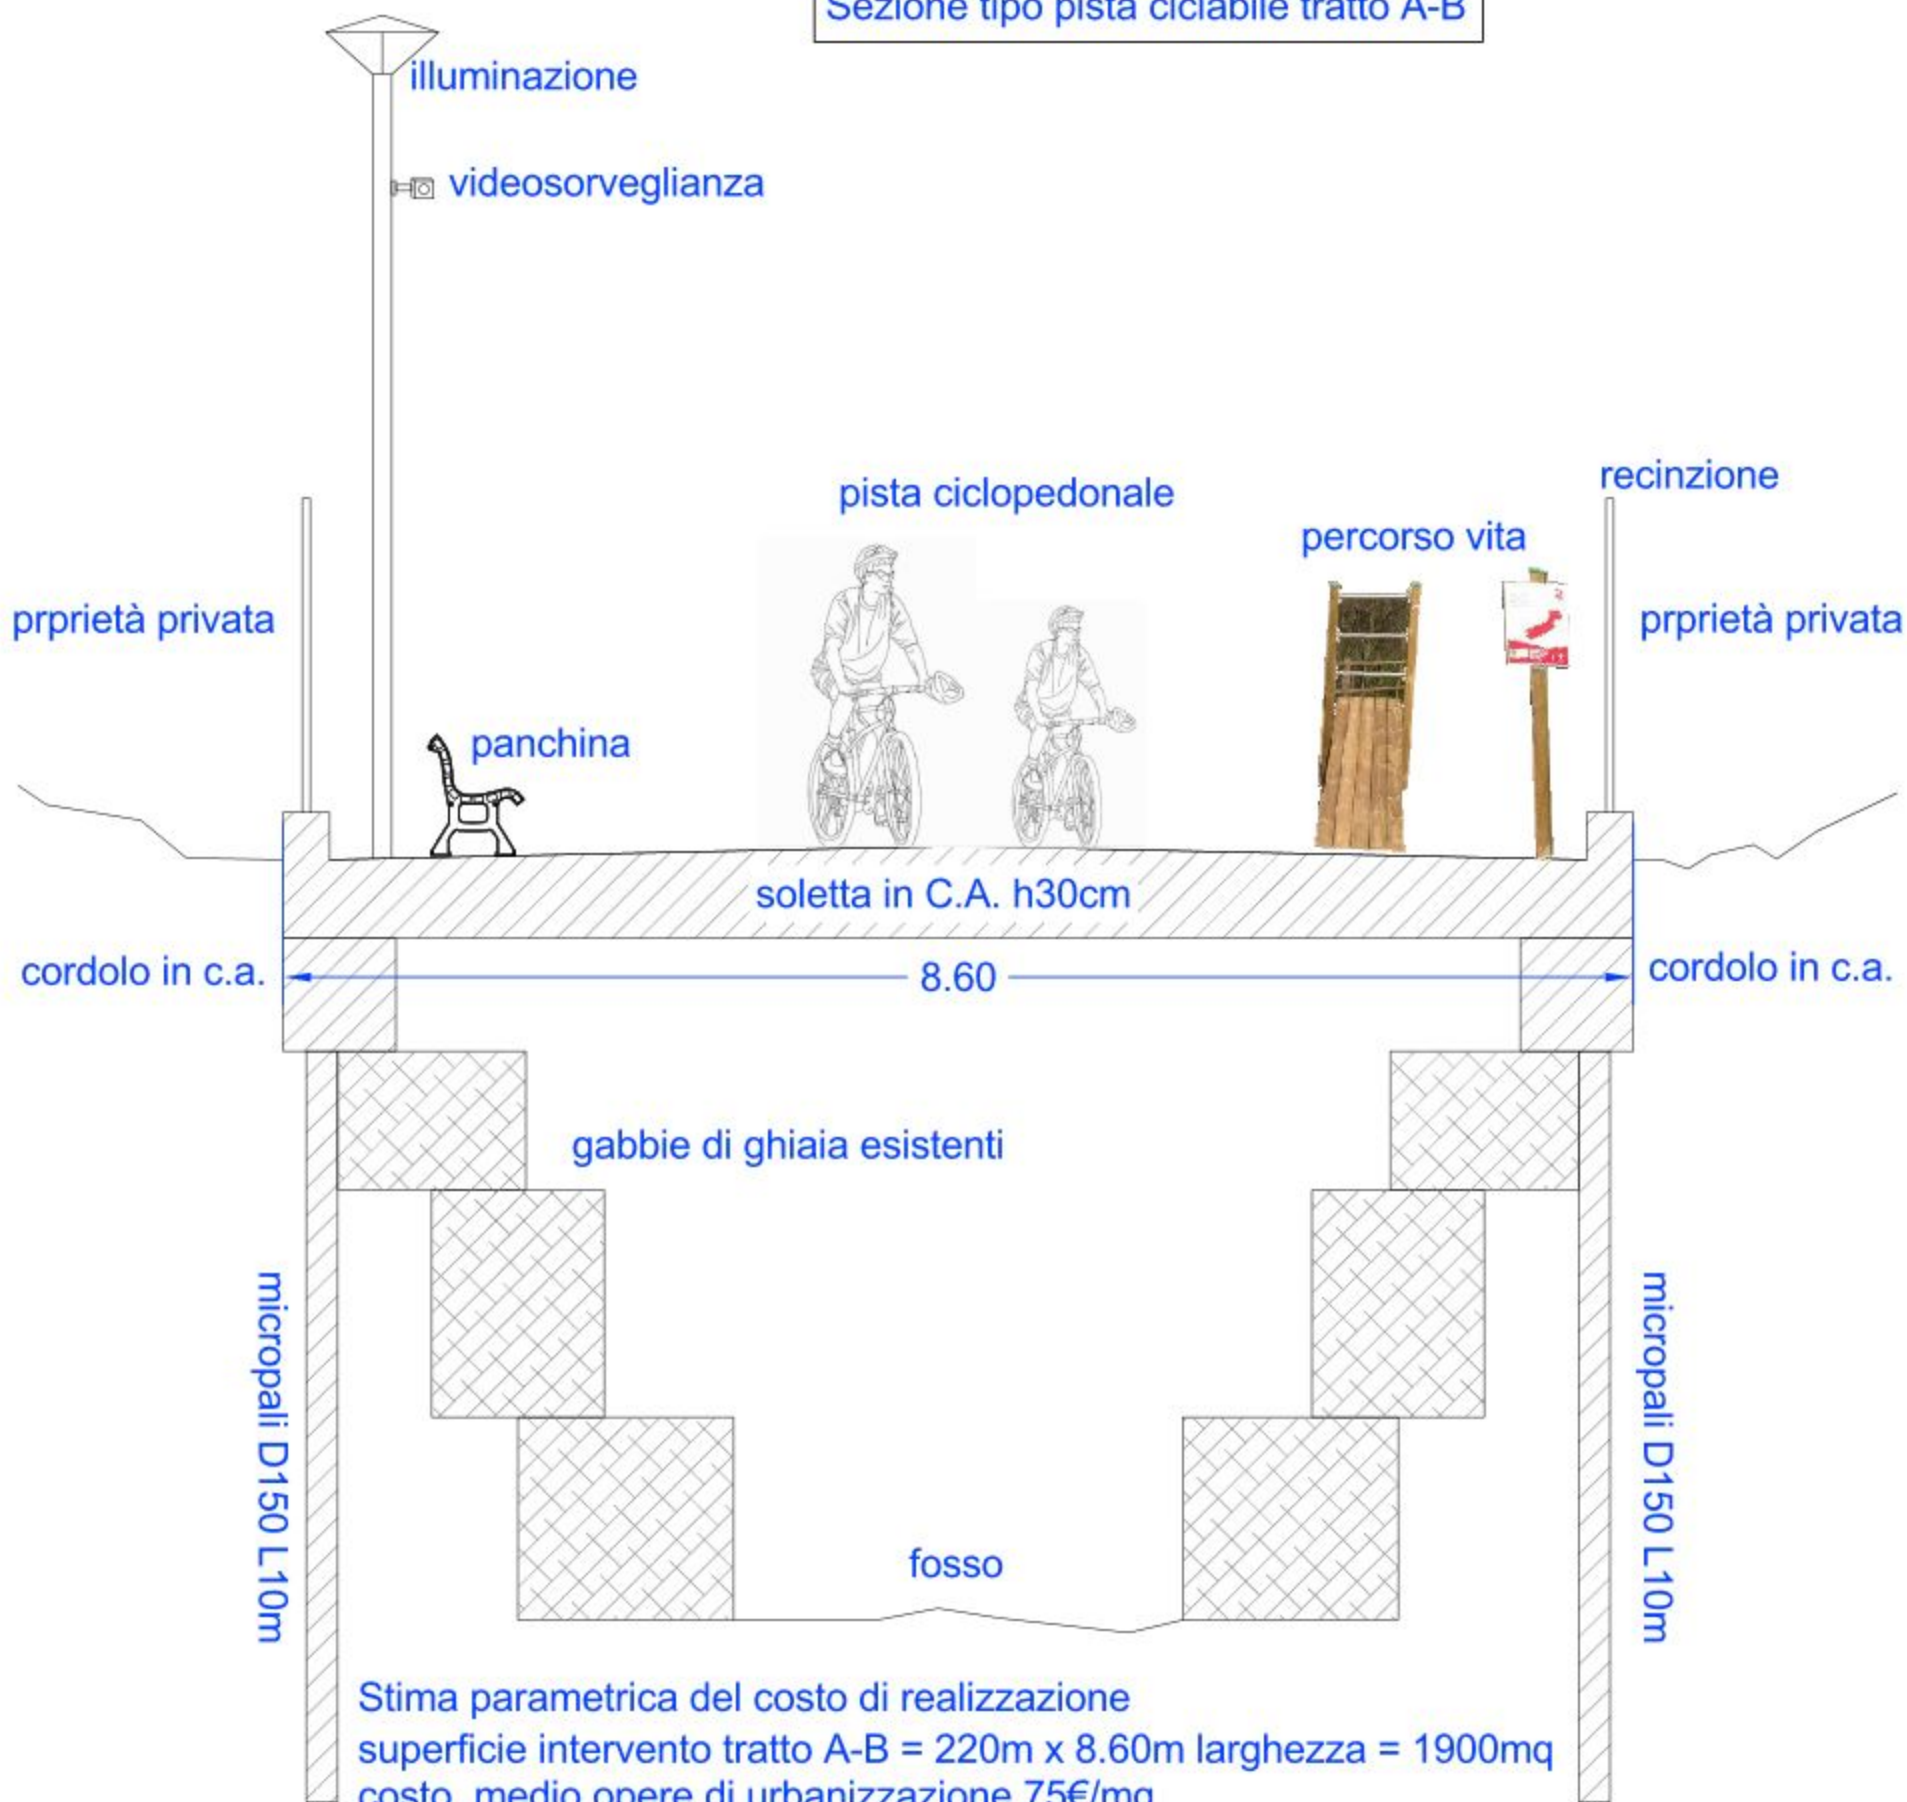 Sezione tipo pista ciclabile tratto A-B
illuminazione
videosorveglianza
recinzione
pista ciclopedonale
percorso vita
prprietà privata
prprietà privata
panchina
soletta in C.A. h30cm
cordolo in c.a.
8.60
cordolo in c.a.
gabbie di ghiaia esistenti
micropali D150 L10m
micropali D150 L10m
fosso
Stima parametrica del costo di realizzazione
superficie intervento tratto A-B = 220m x 8.60m larghezza = 1900mq
costo medio opere di urbanizzazione 75€/mq